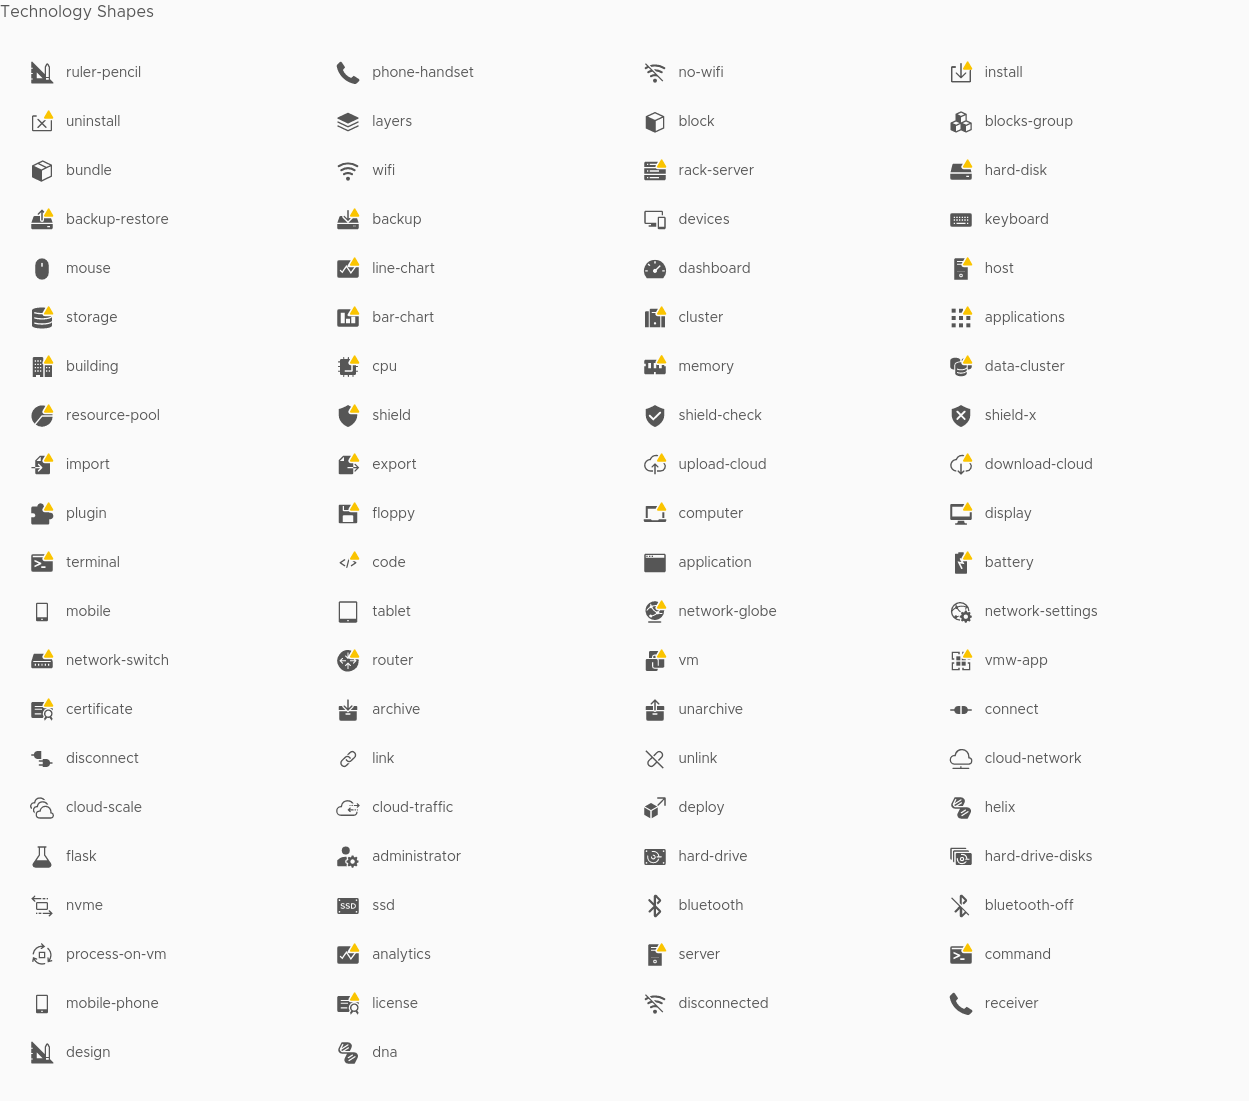 Technology Shapes
ruler-pencil phone-handset no-wifi install
uninstall layers block blocks-group
bundle wifi rack-server hard-disk
backup-restore backup devices keyboard
mouse line-chart dashboard host
storage bar-chart cluster applications
building cpu memory data-cluster
resource-pool shield shield-check shield-x
import export upload-cloud download-cloud
plugin floppy computer display
terminal code application battery
mobile tablet network-globe network-settings
network-switch router vm vmw-app
certificate archive unarchive connect
disconnect link unlink cloud-network
cloud-scale cloud-traffic deploy helix
flask administrator hard-drive hard-drive-disks
nvme SSD ssd bluetooth bluetooth-off
process-on-vm analytics server command
mobile-phone license disconnected receiver
design dna